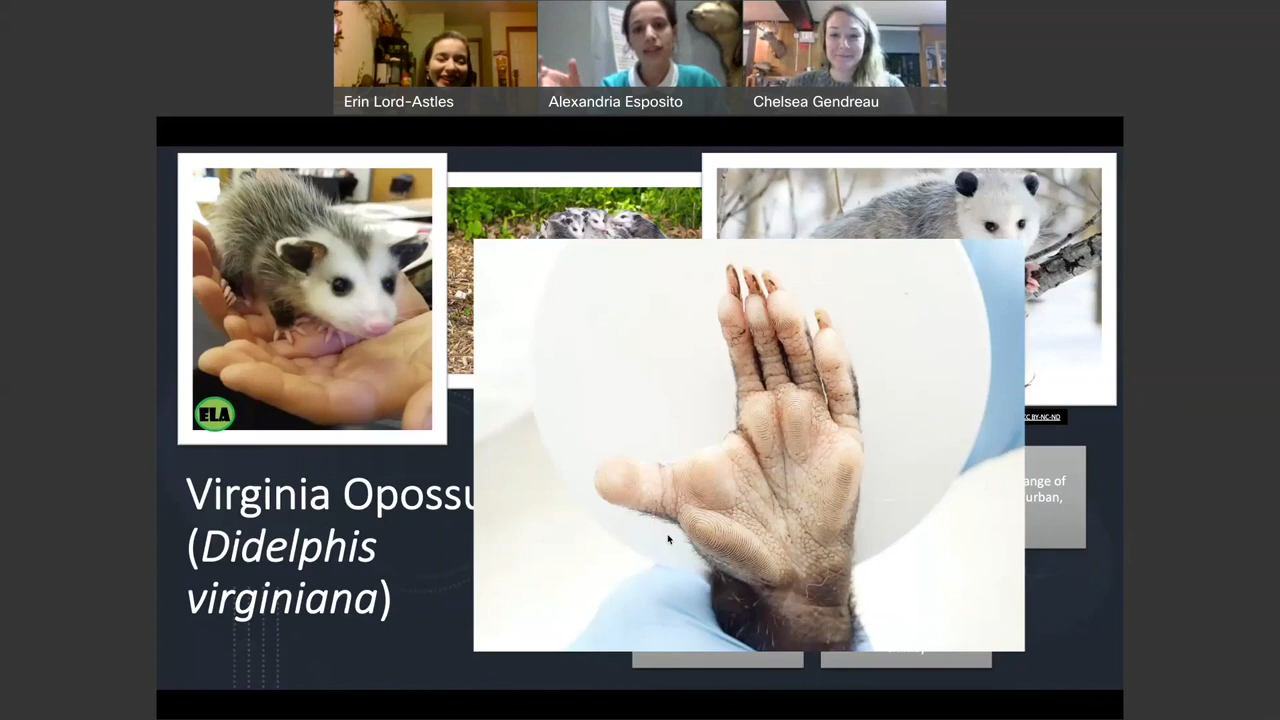 Erin Lord-Astles
Alexandria Esposito
Chelsea Gendreau
ELA
CC BY-NC-ND
Virginia Opossu
(Didelphis
virginiana)
ange of
urban,